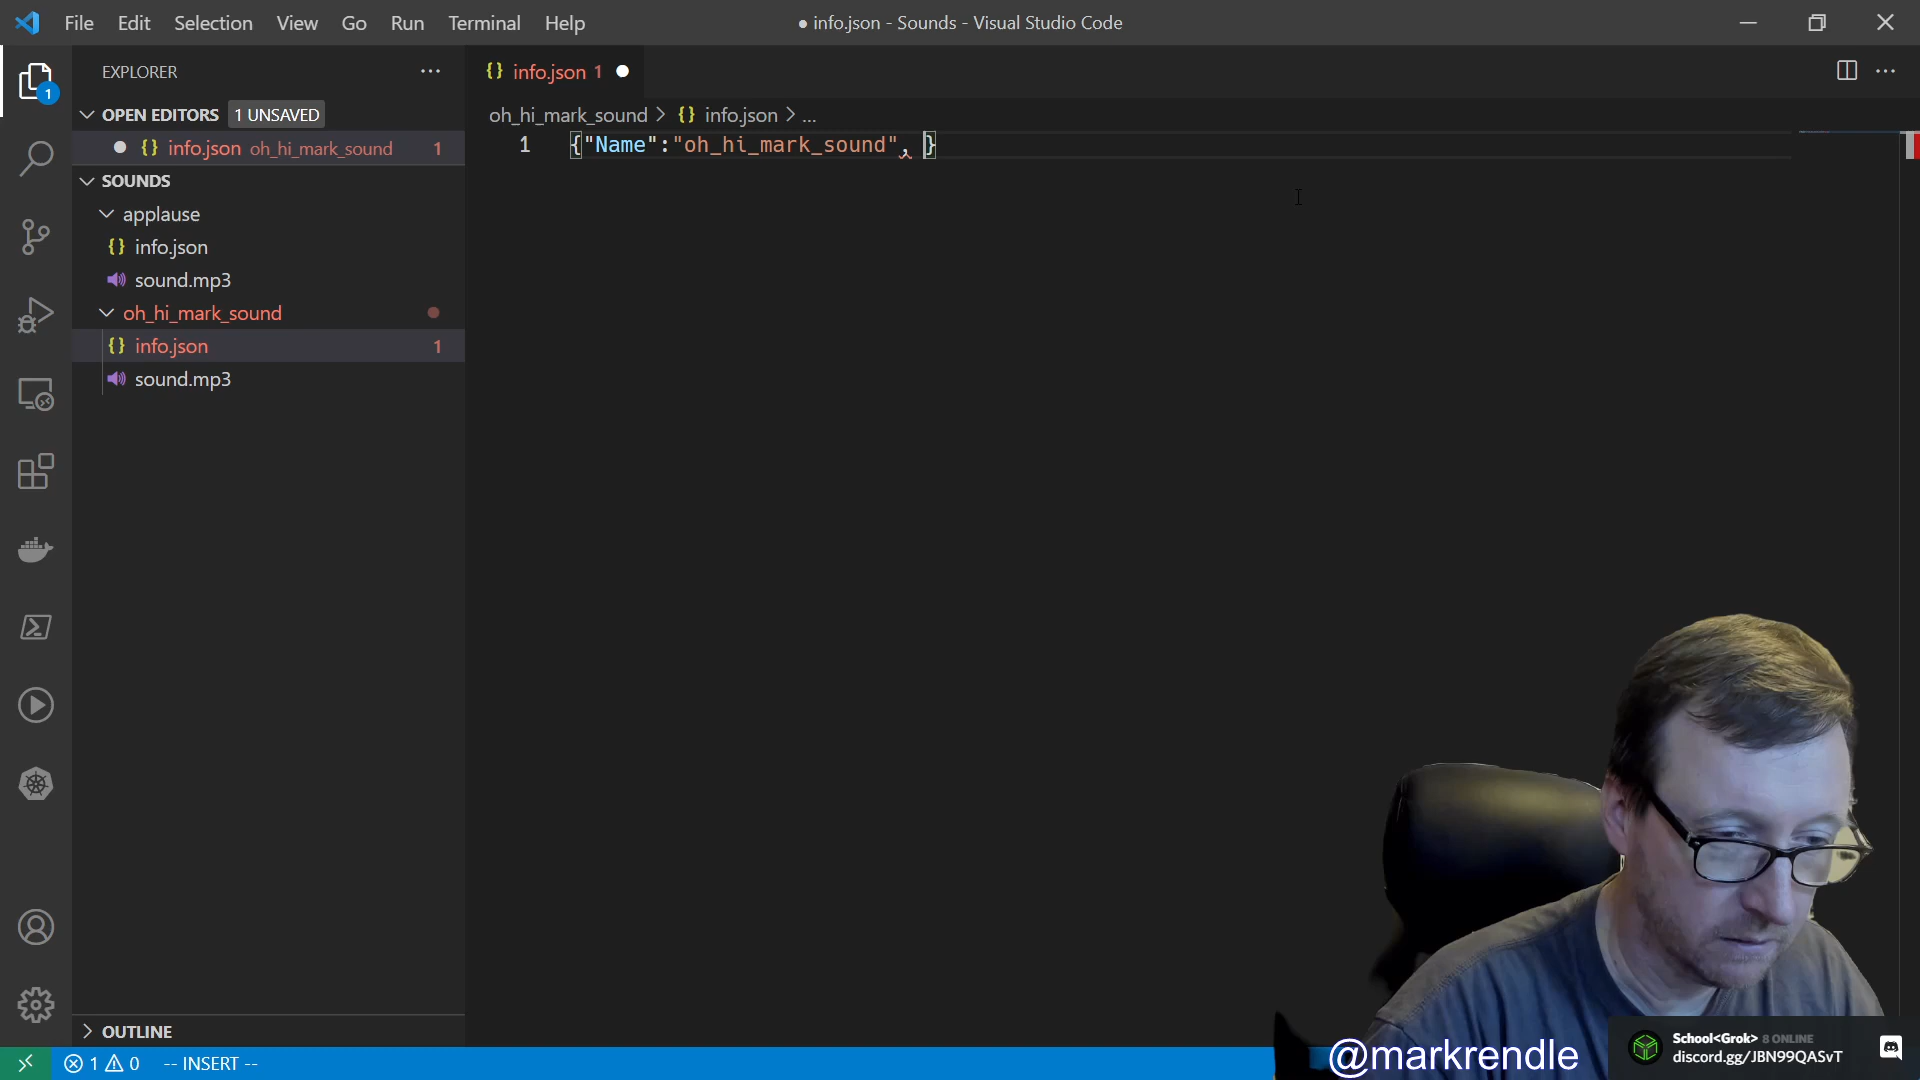 File Edit Selection View Go Run Terminal Help
● info.json - Sounds - Visual Studio Code
EXPLORER
OPEN EDITORS 1 UNSAVED
{} info.json oh_hi_mark_sound 1
SOUNDS
applause
{} info.json
sound.mp3
oh_hi_mark_sound
{} info.json 1
sound.mp3
OUTLINE
1
{} info.json 1
oh_hi_mark_sound > {} info.json > ...
1 {"Name":"oh_hi_mark_sound", }
1 0 -- INSERT --
@markrendle
School<Grok> 8 ONLINE
discord.gg/JBN99QASvT